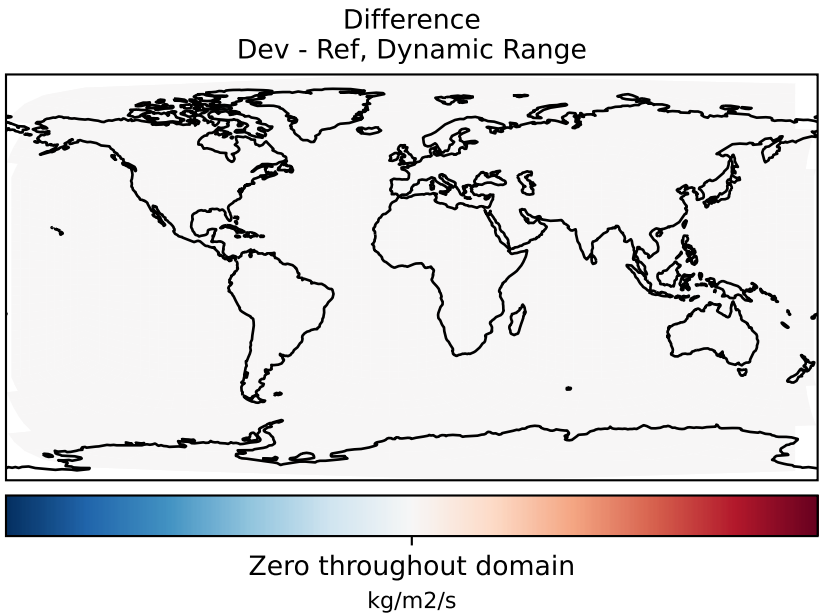 Difference
Dev - Ref, Dynamic Range
Zero throughout domain
kg/m2/s